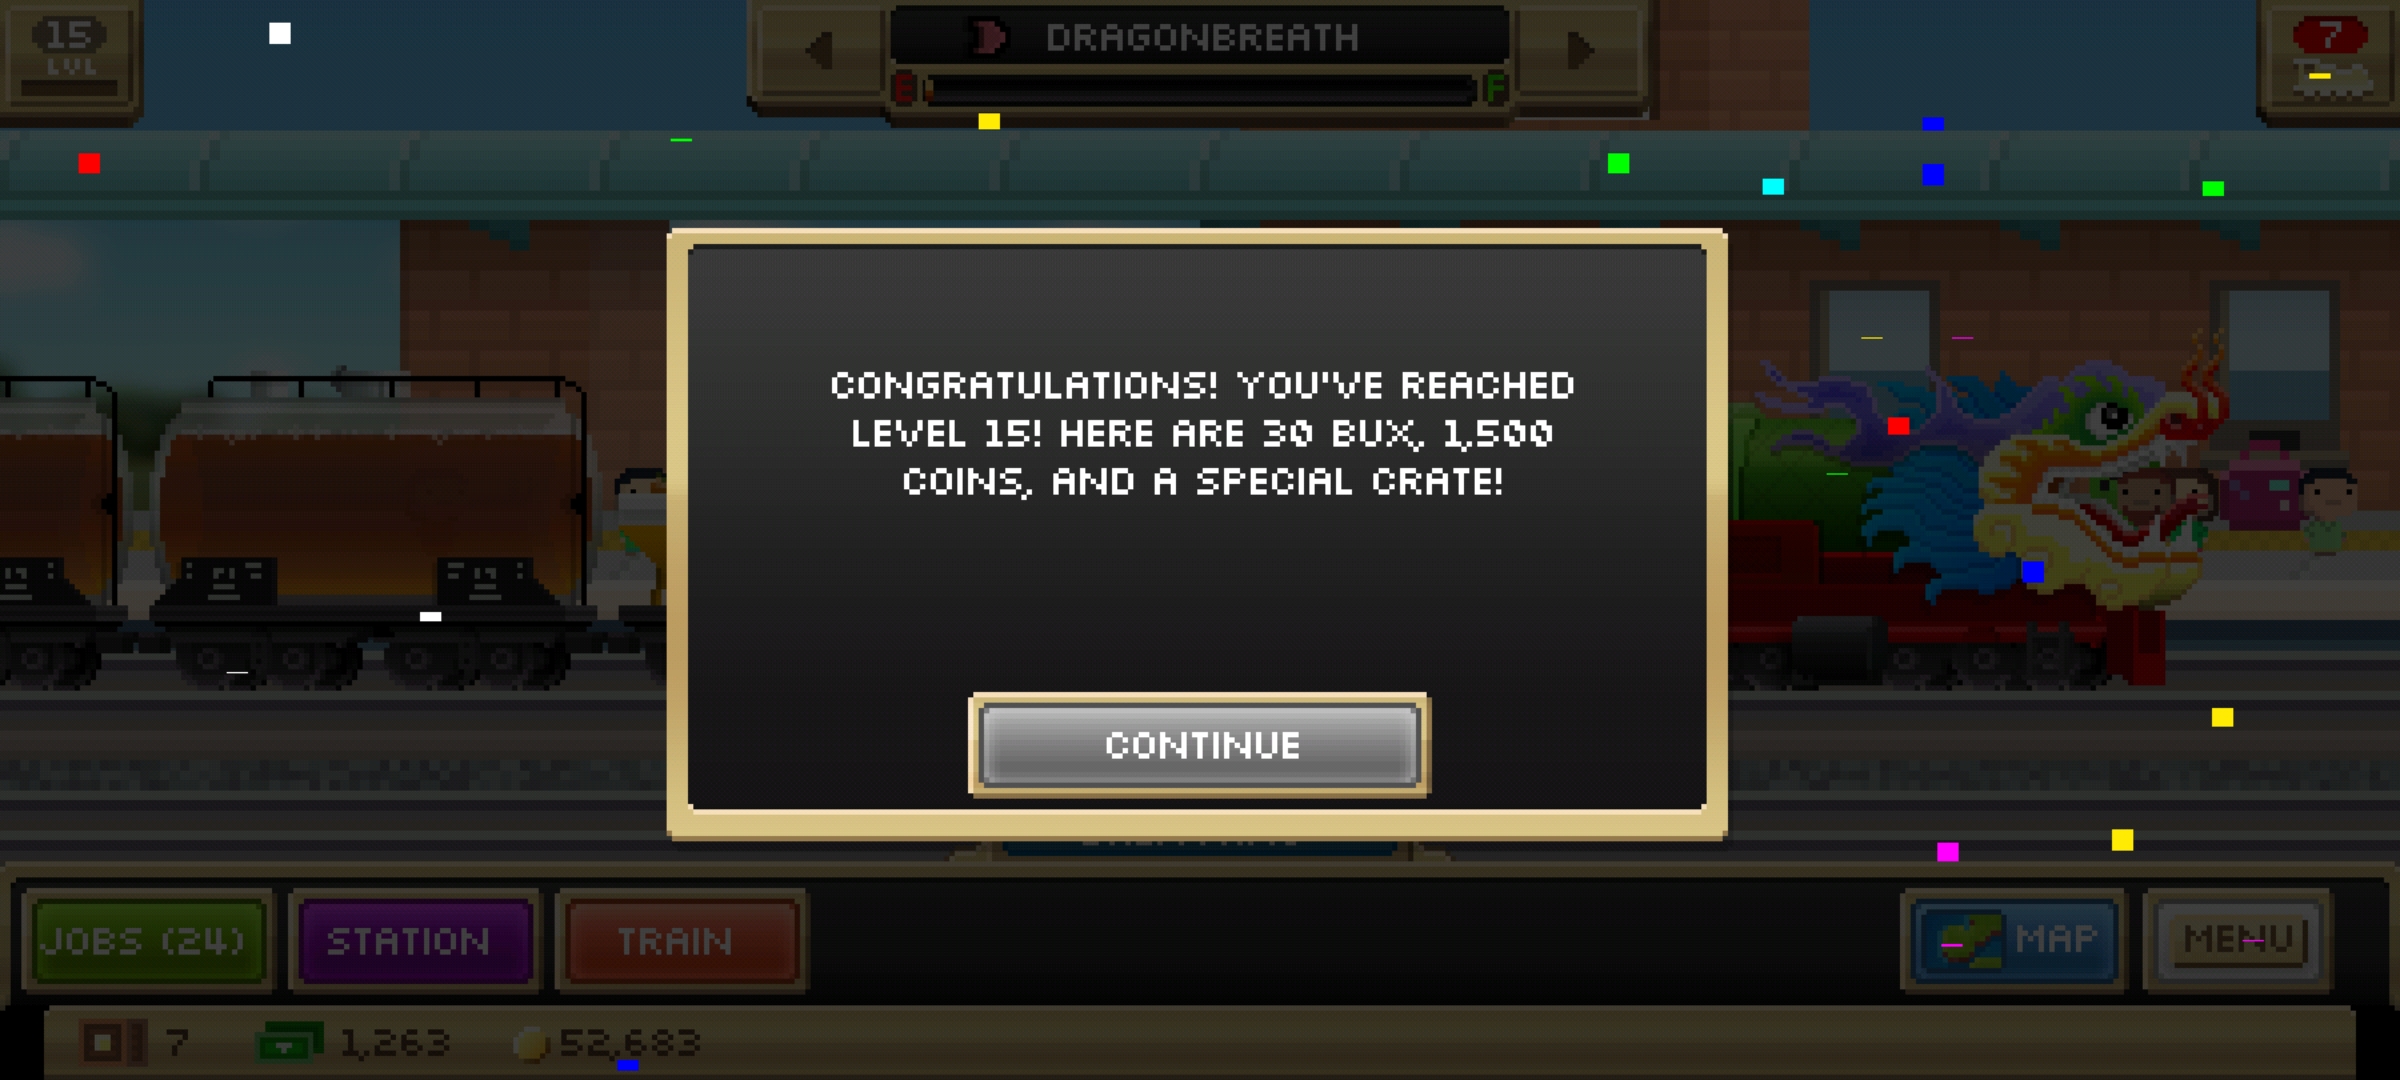 15
LVL
DRAGONBREATH
E
F
7
CONGRATULATIONS! YOU'VE REACHED
LEVEL 15! HERE ARE 30 BUX, 1,500
COINS, AND A SPECIAL CRATE!
CONTINUE
JOBS (24)
STATION
TRAIN
MAP
MENU
7
1,263
52,683